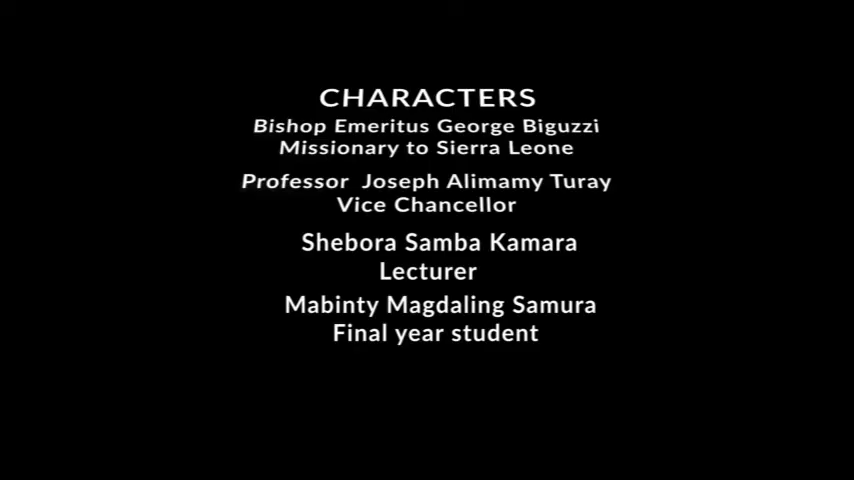 CHARACTERS
Bishop Emeritus George Biguzzi
Missionary to Sierra Leone
Professor Joseph Alimamy Turay
Vice Chancellor
Shebora Samba Kamara
Lecturer
Mabinty Magdaling Samura
Final year student